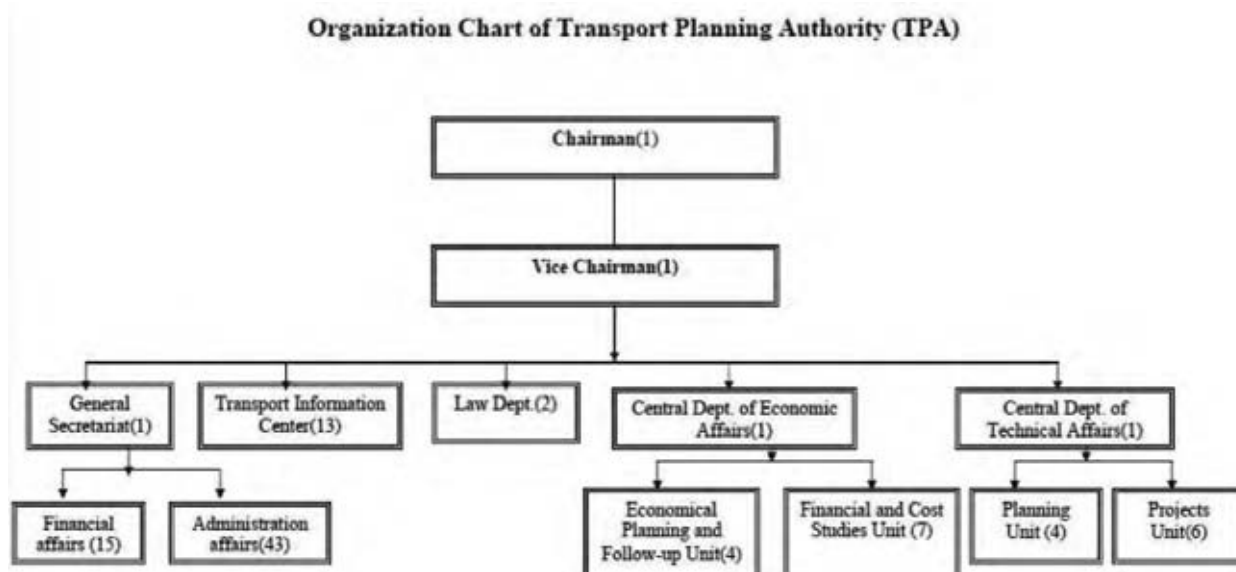 Organization Chart of Transport Planning Authority (TPA)
Chairman(1)
Vice Chairman(1)
General
Secretariat(1)
Transport Information
Center(13)
Law Dept.(2)
Central Dept. of Economic
Affairs(1)
Central Dept. of
Technical Affairs(1)
Financial
affairs (15)
Administration
affairs(43)
Economical
Planning and
Follow-up Unit(4)
Financial and Cost
Studies Unit (7)
Planning
Unit (4)
Projects
Unit(6)